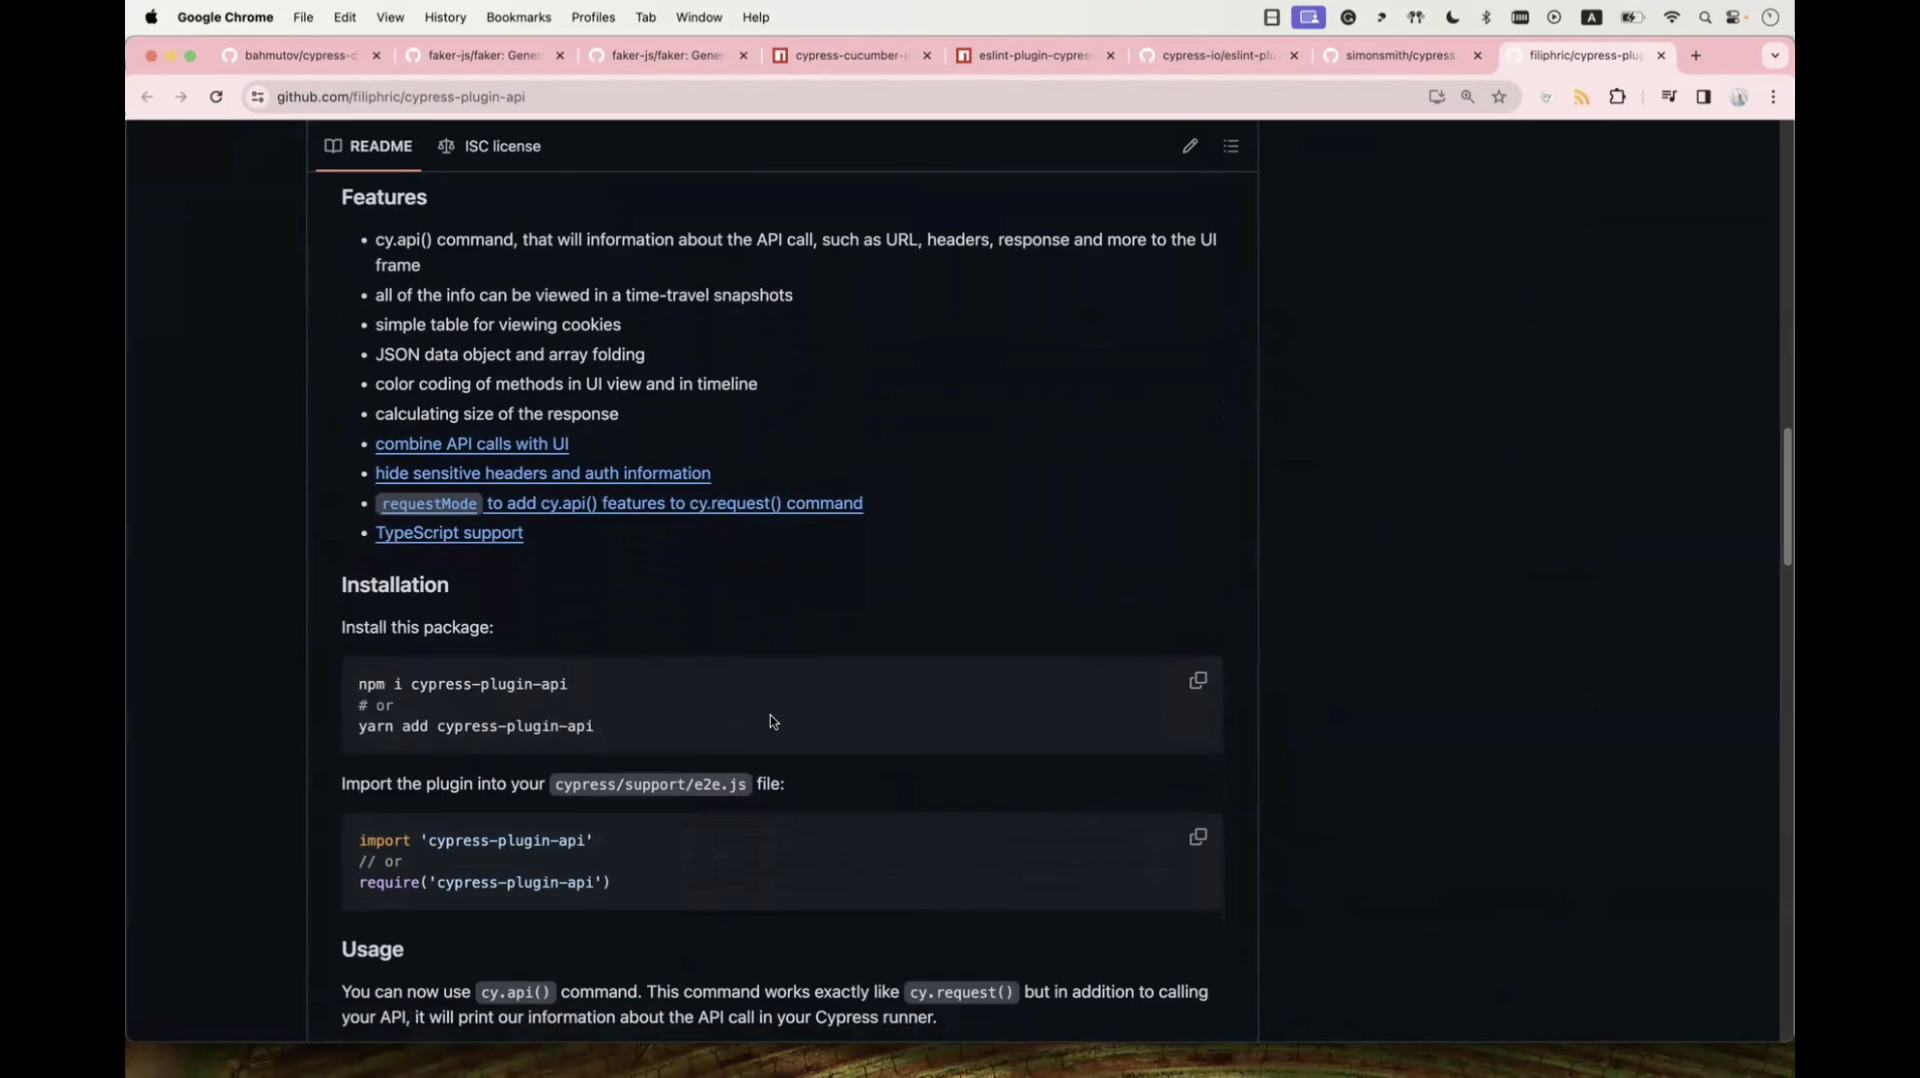 Google Chrome File Edit View History Bookmarks Profiles Tab Window Help
bahmutov/cypress-d faker-js/faker: Gener faker-js/faker: Gener cypress-cucumber-p eslint-plugin-cypres cypress-io/eslint-plu simonsmith/cypress- filiphric/cypress-plug
github.com/filiphric/cypress-plugin-api
README ISC license
Features
• cy.api() command, that will information about the API call, such as URL, headers, response and more to the UI
frame
• all of the info can be viewed in a time-travel snapshots
• simple table for viewing cookies
• JSON data object and array folding
• color coding of methods in UI view and in timeline
• calculating size of the response
• combine API calls with UI
• hide sensitive headers and auth information
• requestMode to add cy.api() features to cy.request() command
• TypeScript support
Installation
Install this package:
npm i cypress-plugin-api
# or
yarn add cypress-plugin-api
Import the plugin into your cypress/support/e2e.js file:
import 'cypress-plugin-api'
// or
require('cypress-plugin-api')
Usage
You can now use cy.api() command. This command works exactly like cy.request() but in addition to calling
your API, it will print our information about the API call in your Cypress runner.